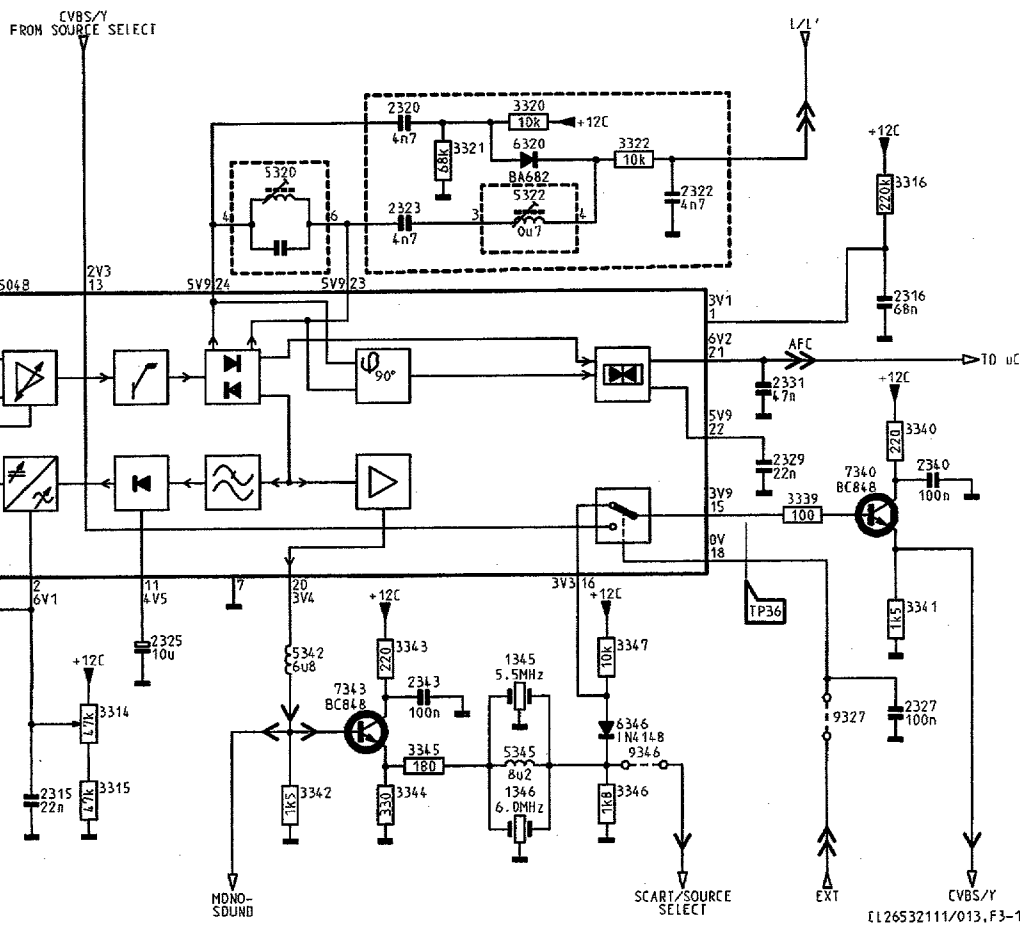 CVBS/Y
FROM SOURCE SELECT
L/L'
2320
4n7
3320
10k
+12C
3321
68k
6320
BA682
3322
10k
2322
4n7
5320
4
6
2323
4n7
5322
3
4
0u7
+12C
3316
220k
2316
68n
5048
2V3
13
5V9 24
5V9 23
3V1
1
6V2
21
AFC
TO uC
φ
90°
2331
47n
5V9
22
2329
22n
+12C
3340
220
7340
BC848
2340
100n
3V9
15
3339
100
0V
18
TP36
3341
1k5
2
6V1
11
4V5
7
20
3V4
3V3 16
+12C
3314
47k
3315
47k
2315
22n
2325
10u
5342
6u8
+12C
3343
220
7343
BC848
2343
100n
1345
5.5MHz
3345
180
5345
8u2
1346
6.0MHz
3342
1k5
3344
330
+12C
3347
10k
6346
1N4148
9346
3346
1k8
9327
2327
100n
MONO-
SOUND
SCART/SOURCE
SELECT
EXT
CVBS/Y
CL26532111/013.F3-1